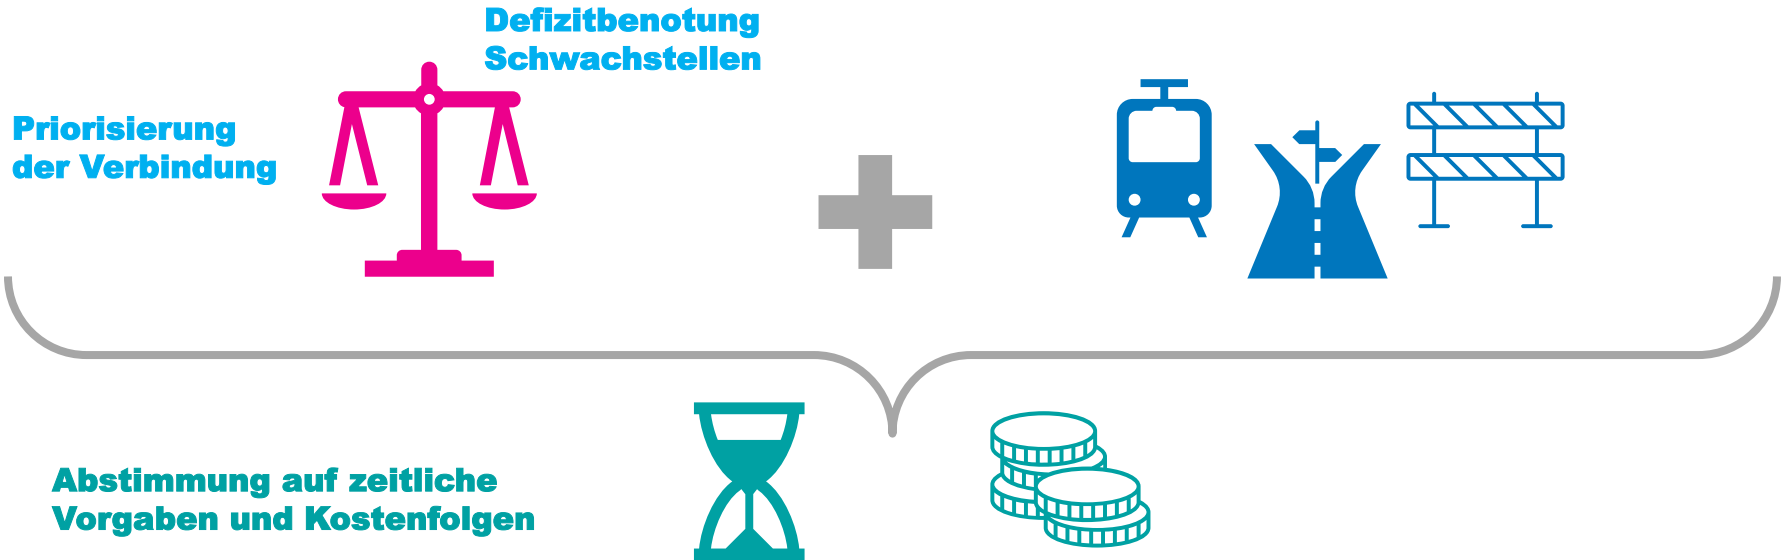 Defizitbenotung
Schwachstellen
Priorisierung
der Verbindung
Abstimmung auf zeitliche
Vorgaben und Kostenfolgen